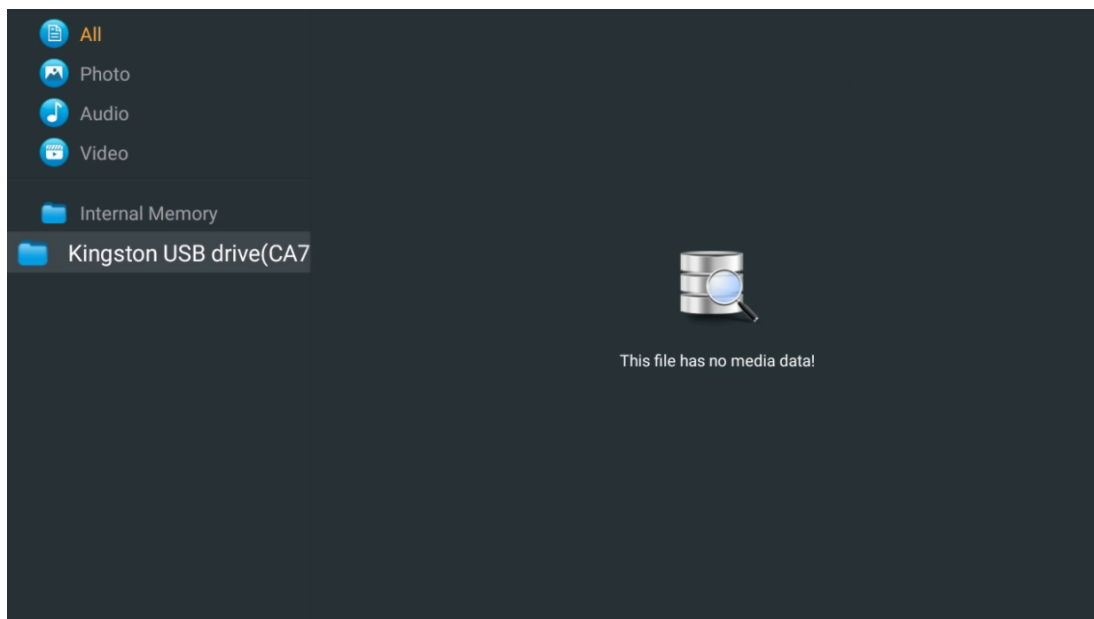 All
Photo
Audio
Video
Internal Memory
Kingston USB drive(CA7
This file has no media data!